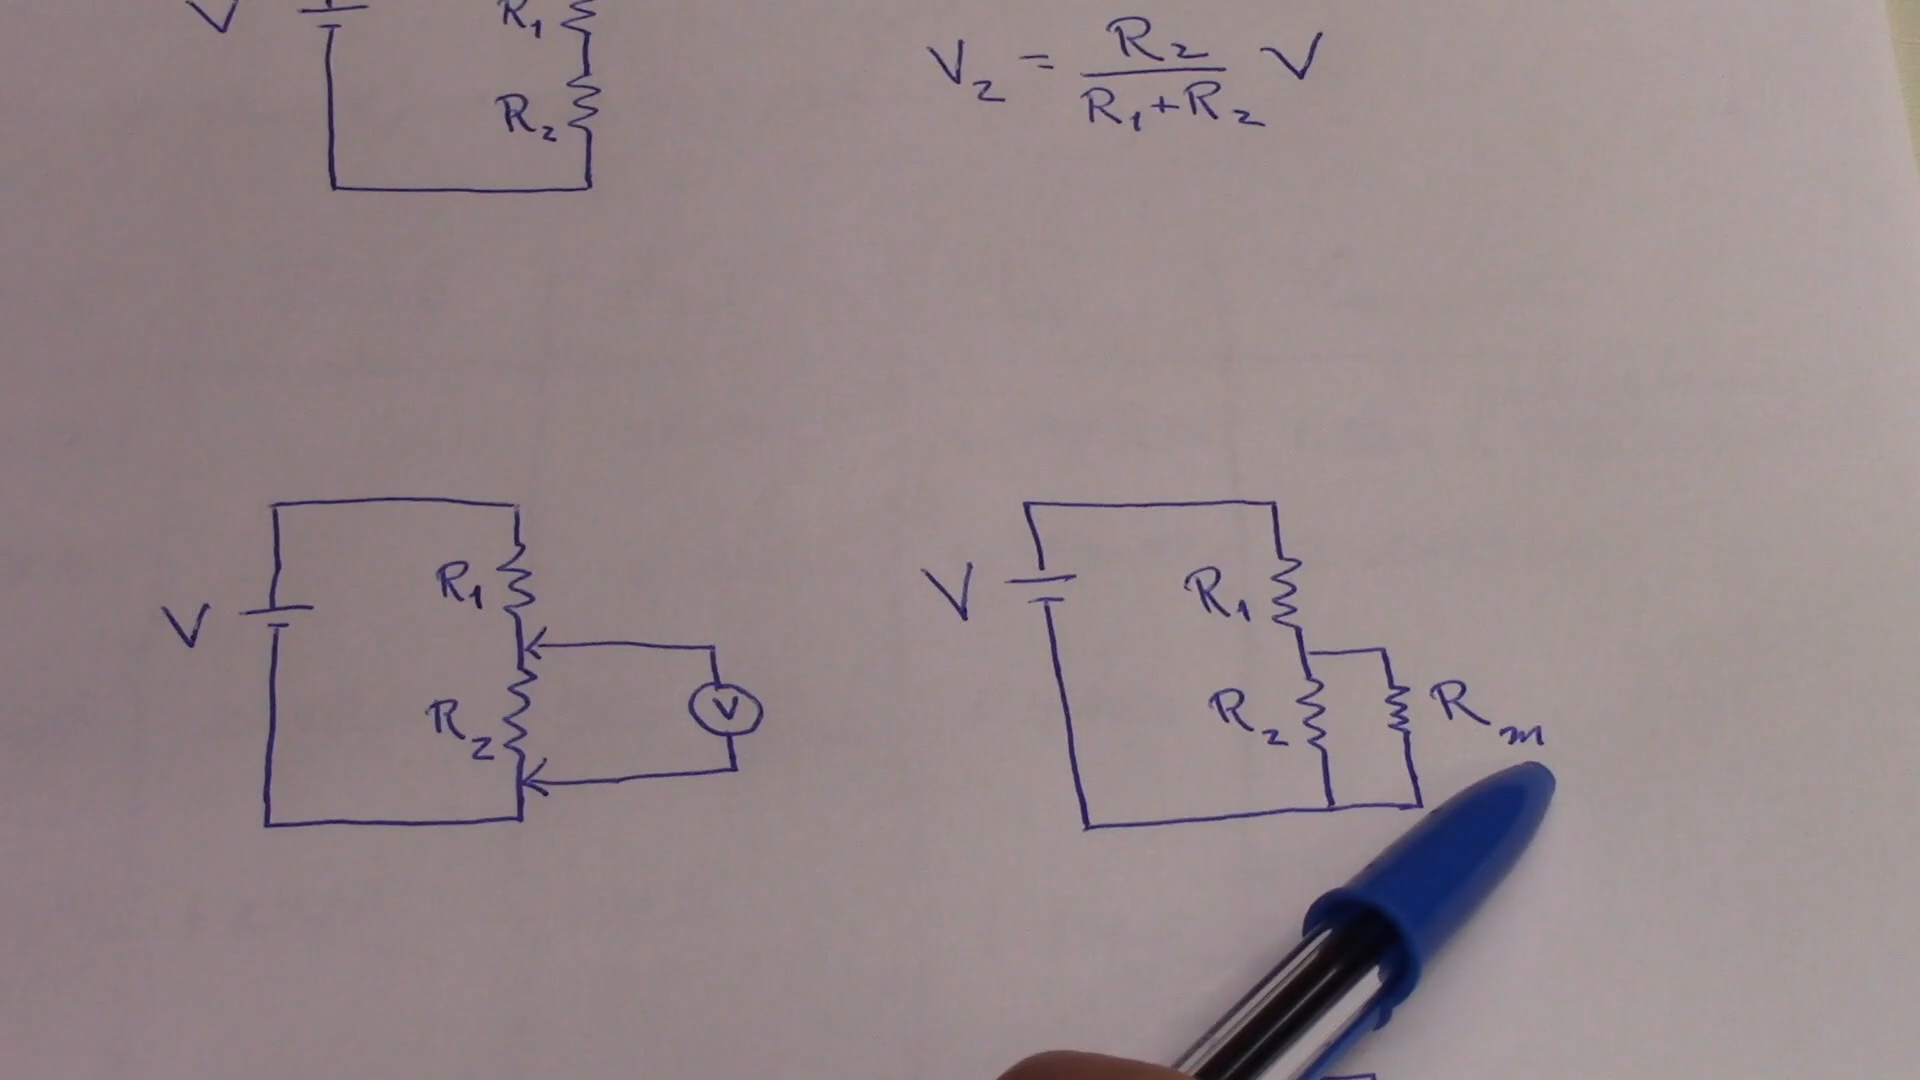 V
R₁
R₂
V₂ = R₂ / (R₁+R₂) V
V
R₁
R₂
V
V
R₁
R₂
Rₘ